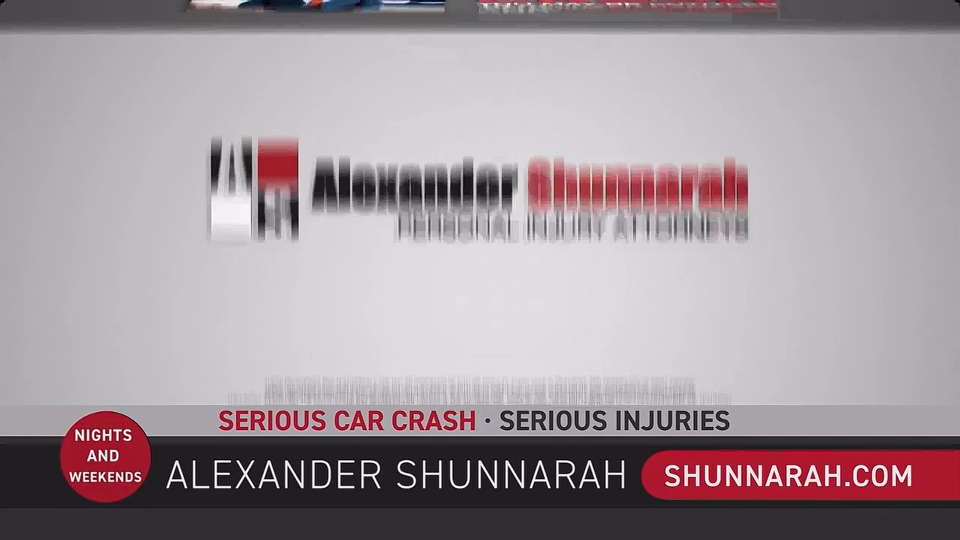 Alexander Shunnarah
PERSONAL INJURY ATTORNEYS
SERIOUS CAR CRASH · SERIOUS INJURIES
NIGHTS
AND
WEEKENDS
ALEXANDER SHUNNARAH
SHUNNARAH.COM